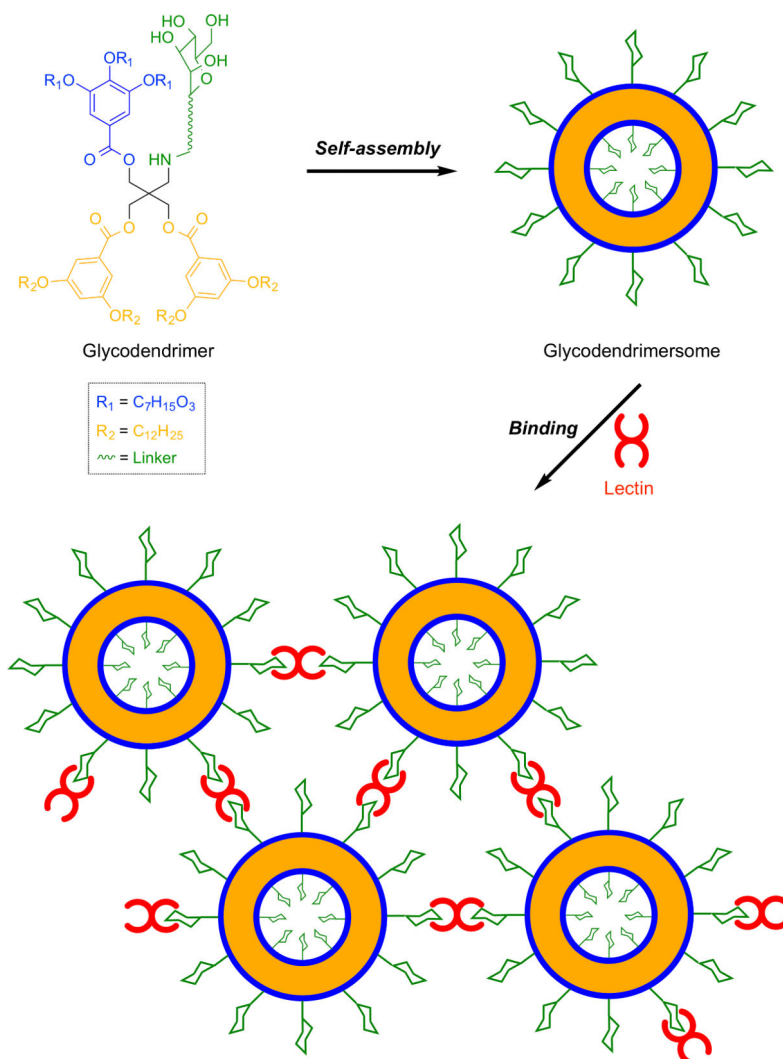 HO OH OH
HO
OH
OR₁
R₁O OR₁
O
O
O
HN
O O
O O
R₂O OR₂
OR₂ R₂O
Self-assembly
Glycodendrimer
Glycodendrimersome
R₁ = C₇H₁₅O₃
R₂ = C₁₂H₂₅
= Linker
Binding
Lectin